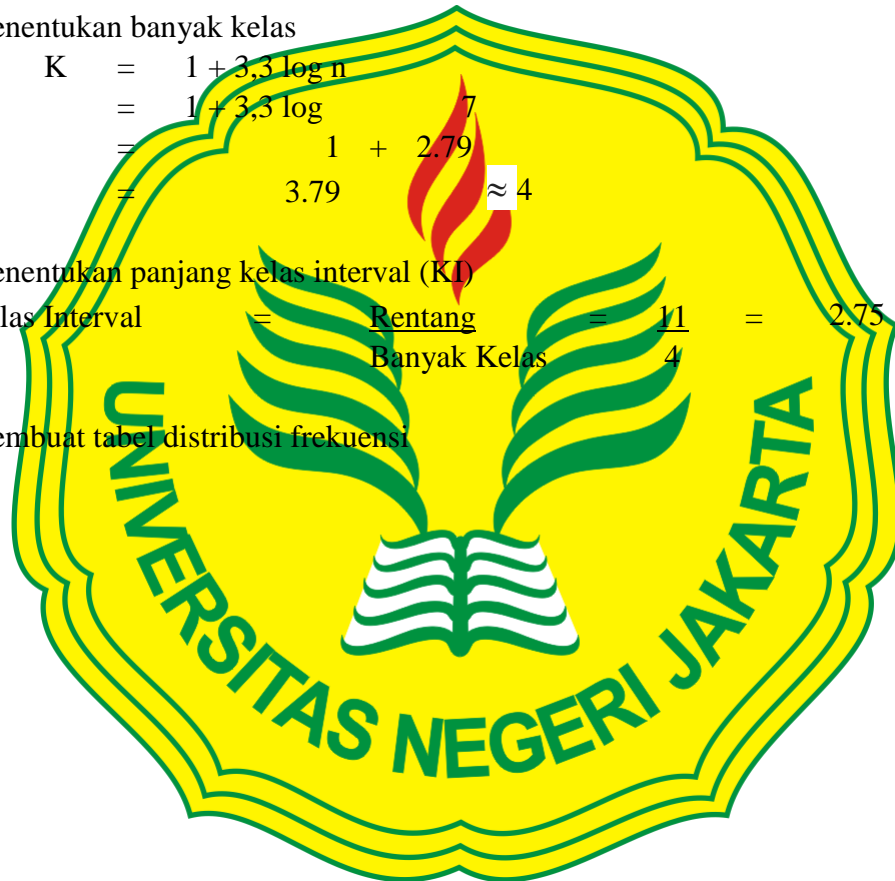 enentukan banyak kelas
K = 1 + 3,3 log n
= 1 + 3,3 log 7
= 1 + 2.79
= 3.79 ≈ 4
enentukan panjang kelas interval (KI)
las Interval = Rentang = 11 = 2.75
Banyak Kelas 4
embuat tabel distribusi frekuensi
UNIVERSITAS NEGERI JAKARTA